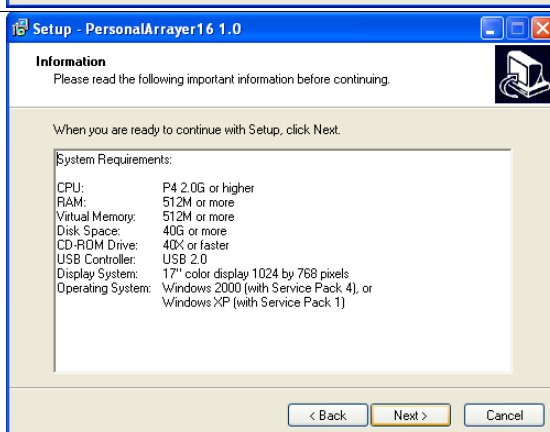 Setup - PersonalArrayer16 1.0
Information
Please read the following important information before continuing.
When you are ready to continue with Setup, click Next.
System Requirements:
CPU: P4 2.0G or higher
RAM: 512M or more
Virtual Memory: 512M or more
Disk Space: 40G or more
CD-ROM Drive: 40X or faster
USB Controller: USB 2.0
Display System: 17" color display 1024 by 768 pixels
Operating System: Windows 2000 (with Service Pack 4), or
Windows XP (with Service Pack 1)
< Back Next > Cancel